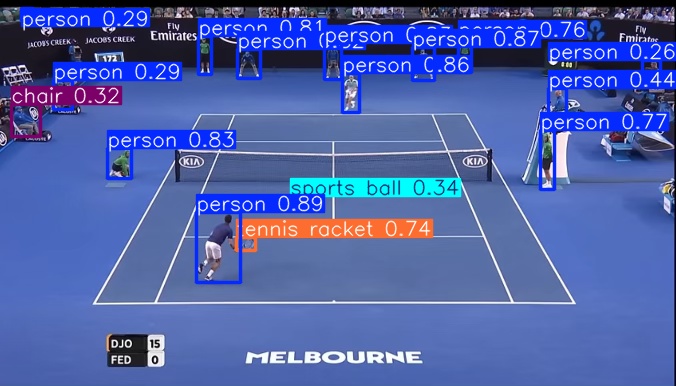 person 0.29
person 0.81
person 0.76
JACOB'S CREEK
JACOB'S CREEK
Fly
Emirates
person 0.87
KIA
Fly
Emirates
173
person 0.26
person 0.29
person 0.86
person 0.44
chair 0.32
person 0.77
person 0.83
KIA
KIA
sports ball 0.34
person 0.89
tennis racket 0.74
DJO 15
FED 0
MELBOURNE